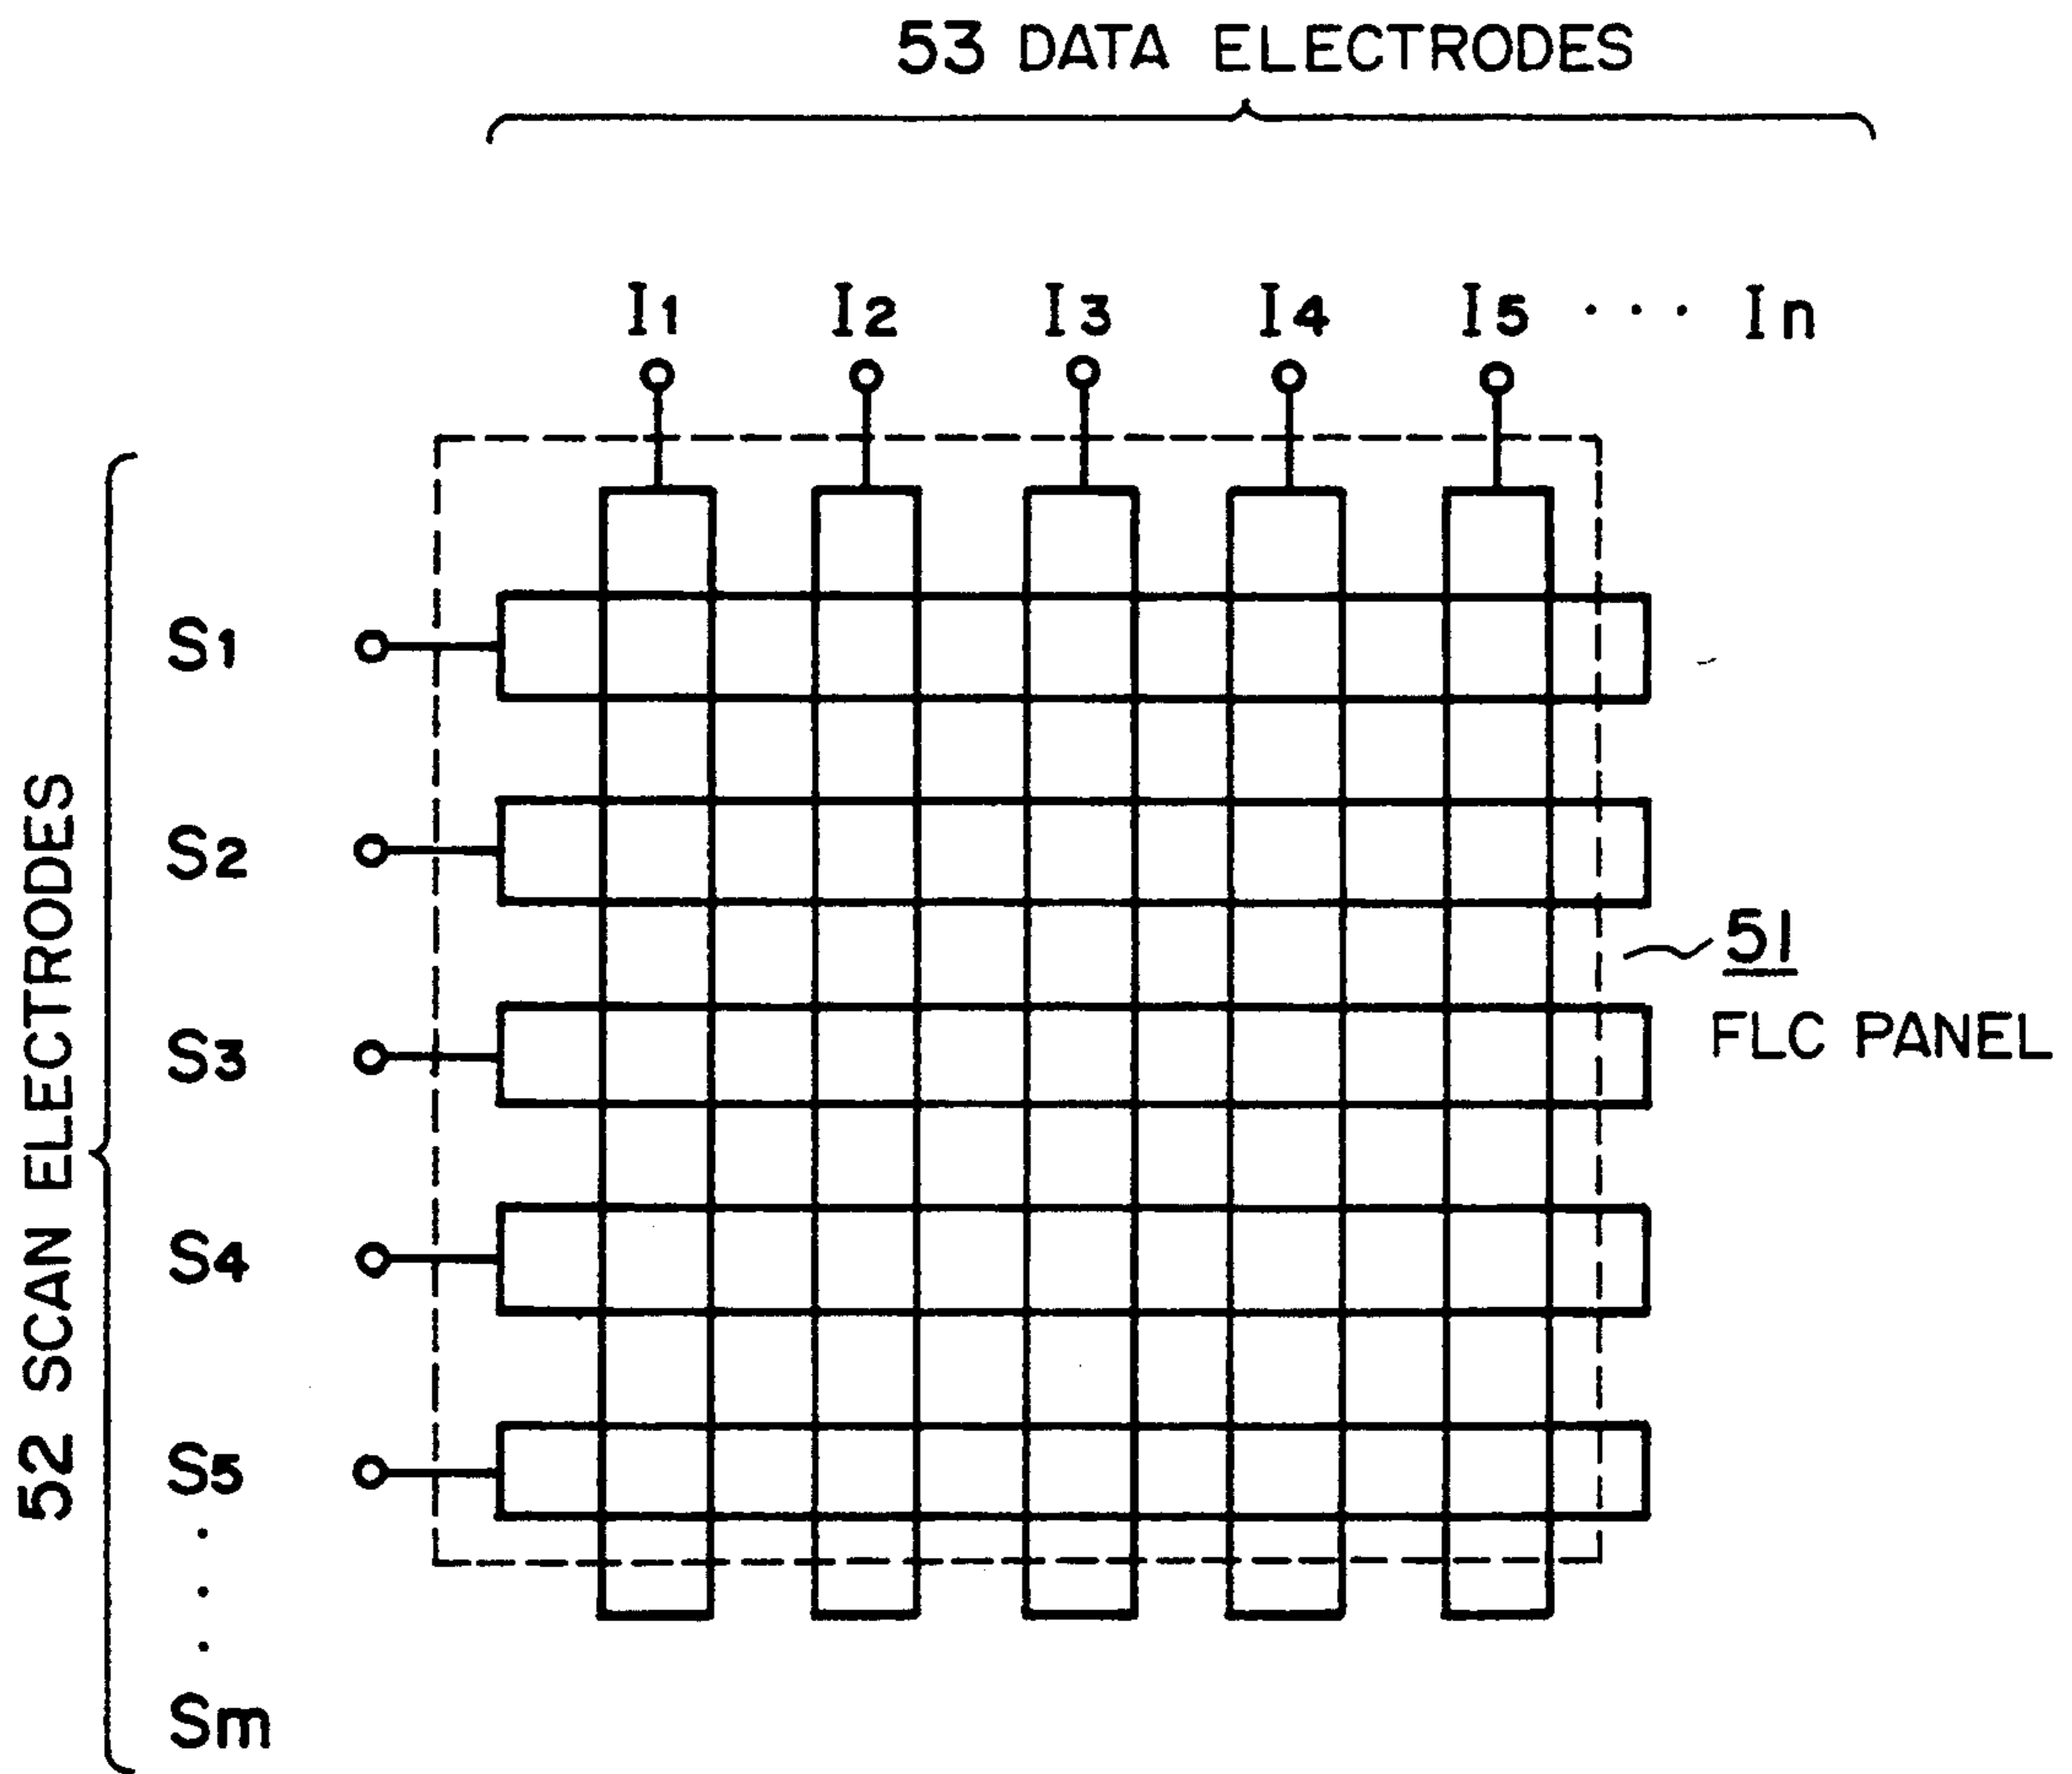 53 DATA ELECTRODES
I1 I2 I3 I4 I5 ··· In
52 SCAN ELECTRODES
S1
S2
51
FLC PANEL
S3
S4
S5
·
·
·
Sm